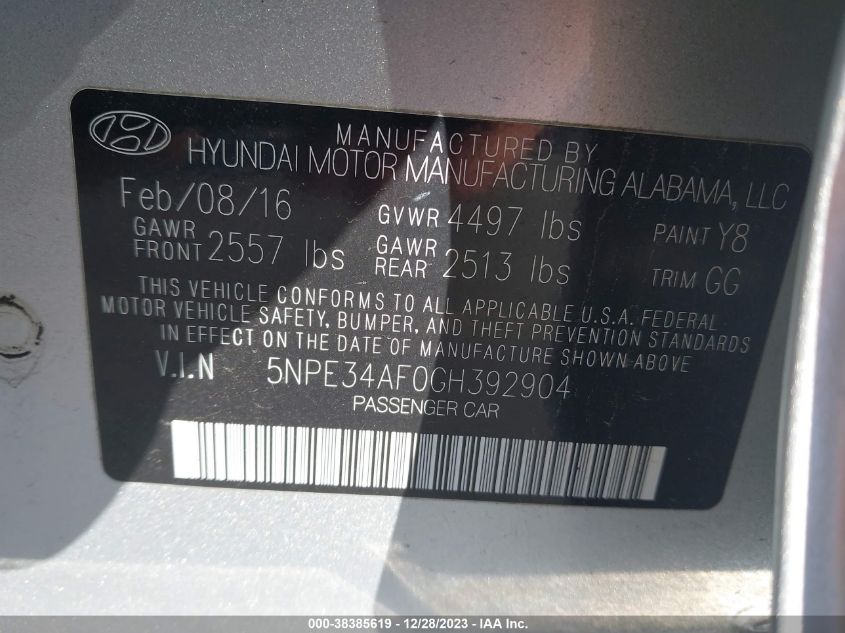 MANUFACTURED BY
HYUNDAI MOTOR MANUFACTURING ALABAMA, LLC
Feb/08/16 GVWR 4497 lbs PAINT Y8
GAWR FRONT 2557 lbs GAWR REAR 2513 lbs TRIM GG
THIS VEHICLE CONFORMS TO ALL APPLICABLE U.S.A. FEDERAL
MOTOR VEHICLE SAFETY, BUMPER, AND THEFT PREVENTION STANDARDS
IN EFFECT ON THE DATE OF MANUFACTURE SHOWN ABOVE
V.I.N 5NPE34AF0GH392904
PASSENGER CAR
000-38385619 - 12/28/2023 - IAA Inc.